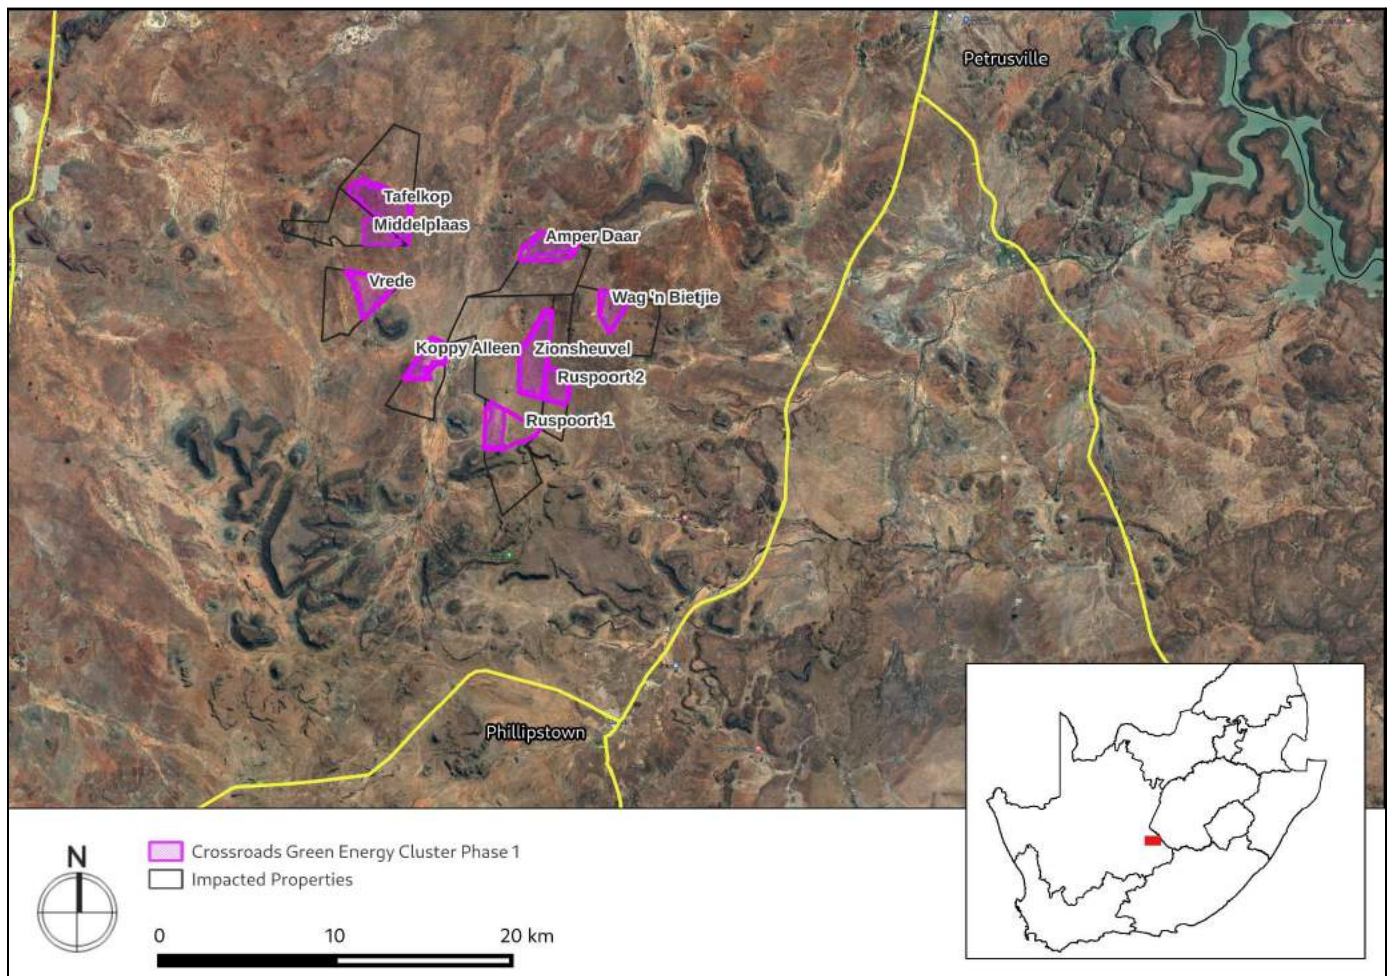 Petrusville
Tafelkop
Middelplaas
Amper Daar
Vrede
Wag 'n Bietjie
Koppy Alleen
Zionsheuvel
Ruspoort 2
Ruspoort 1
Phillipstown
N
Crossroads Green Energy Cluster Phase 1
Impacted Properties
0 10 20 km